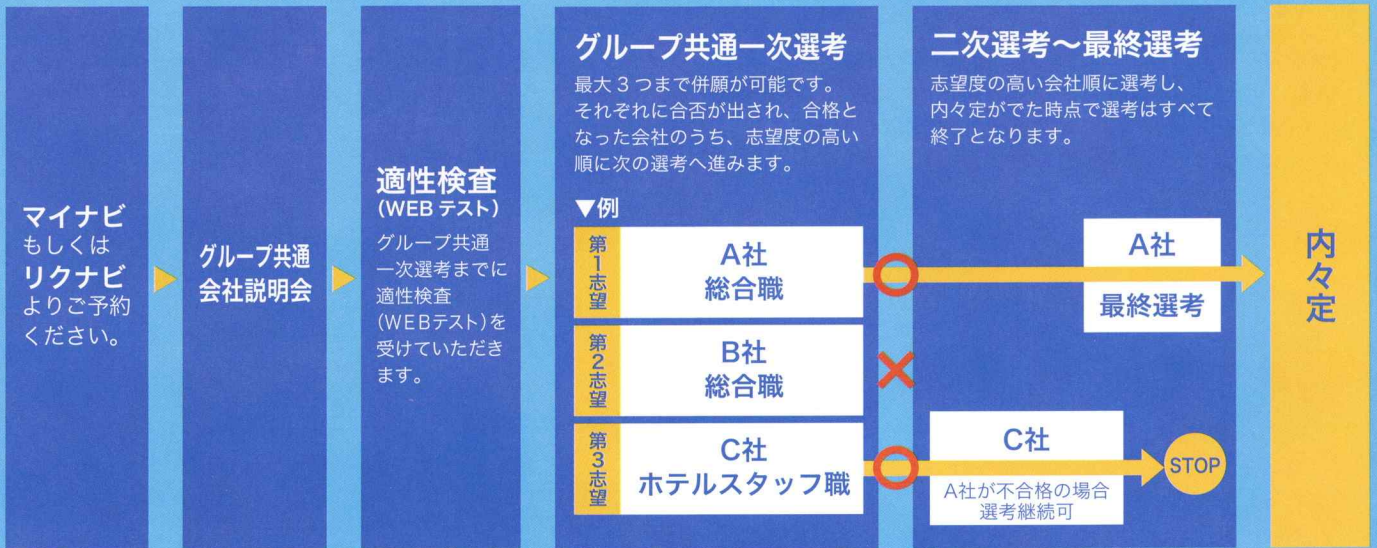 マイナビ
もしくは
リクナビ
よりご予約
ください。
グループ共通
会社説明会
適性検査
(WEBテスト)
グループ共通
一次選考までに
適性検査
(WEBテスト)を
受けていただき
ます。
グループ共通一次選考
最大3つまで併願が可能です。
それぞれに合否が出され、合格と
なった会社のうち、志望度の高い
順に次の選考へ進みます。
▼例
第1志望
A社
総合職
第2志望
B社
総合職
第3志望
C社
ホテルスタッフ職
二次選考〜最終選考
志望度の高い会社順に選考し、
内々定がでた時点で選考はすべて
終了となります。
A社
最終選考
C社
A社が不合格の場合
選考継続可
STOP
内々定